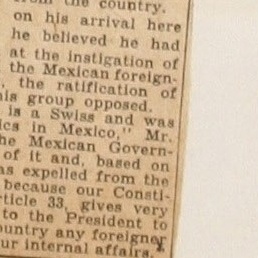 from the country.
on his arrival here
he believed he had
at the instigation of
the Mexican foreign-
, the ratification of
his group opposed.
is a Swiss and was
ics in Mexico," Mr.
he Mexican Govern-
of it and, based on
as expelled from the
because our Consti-
rticle 33, gives very
to the President to
ountry any foreigner
ur internal affairs."